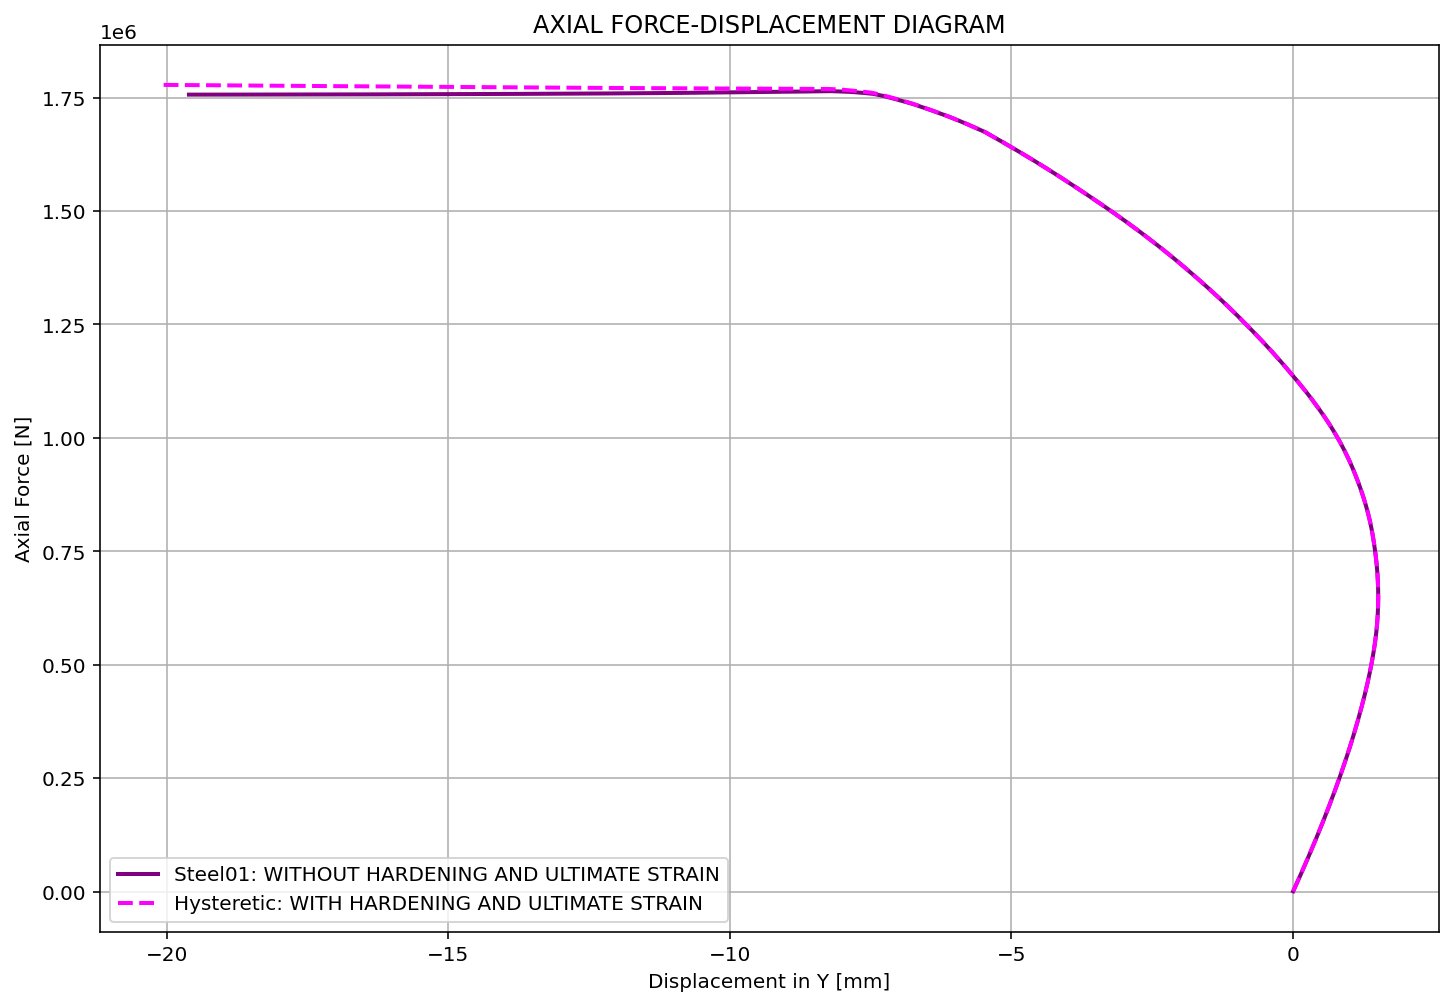 AXIAL FORCE-DISPLACEMENT DIAGRAM
1e6
1.75
1.50
1.25
1.00
0.75
0.50
0.25
0.00
Axial Force [N]
Steel01: WITHOUT HARDENING AND ULTIMATE STRAIN
Hysteretic: WITH HARDENING AND ULTIMATE STRAIN
−20 −15 −10 −5 0
Displacement in Y [mm]